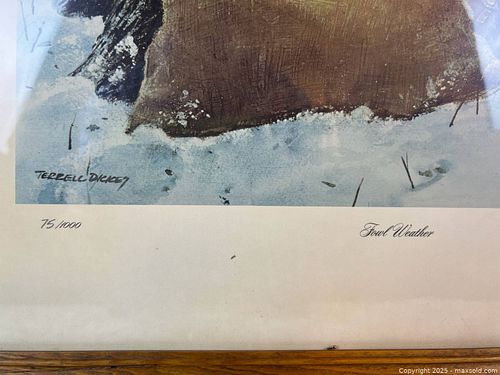 TERRELL DICKEY
75/1000
Fowl Weather
Copyright 2025 - maxsold.com